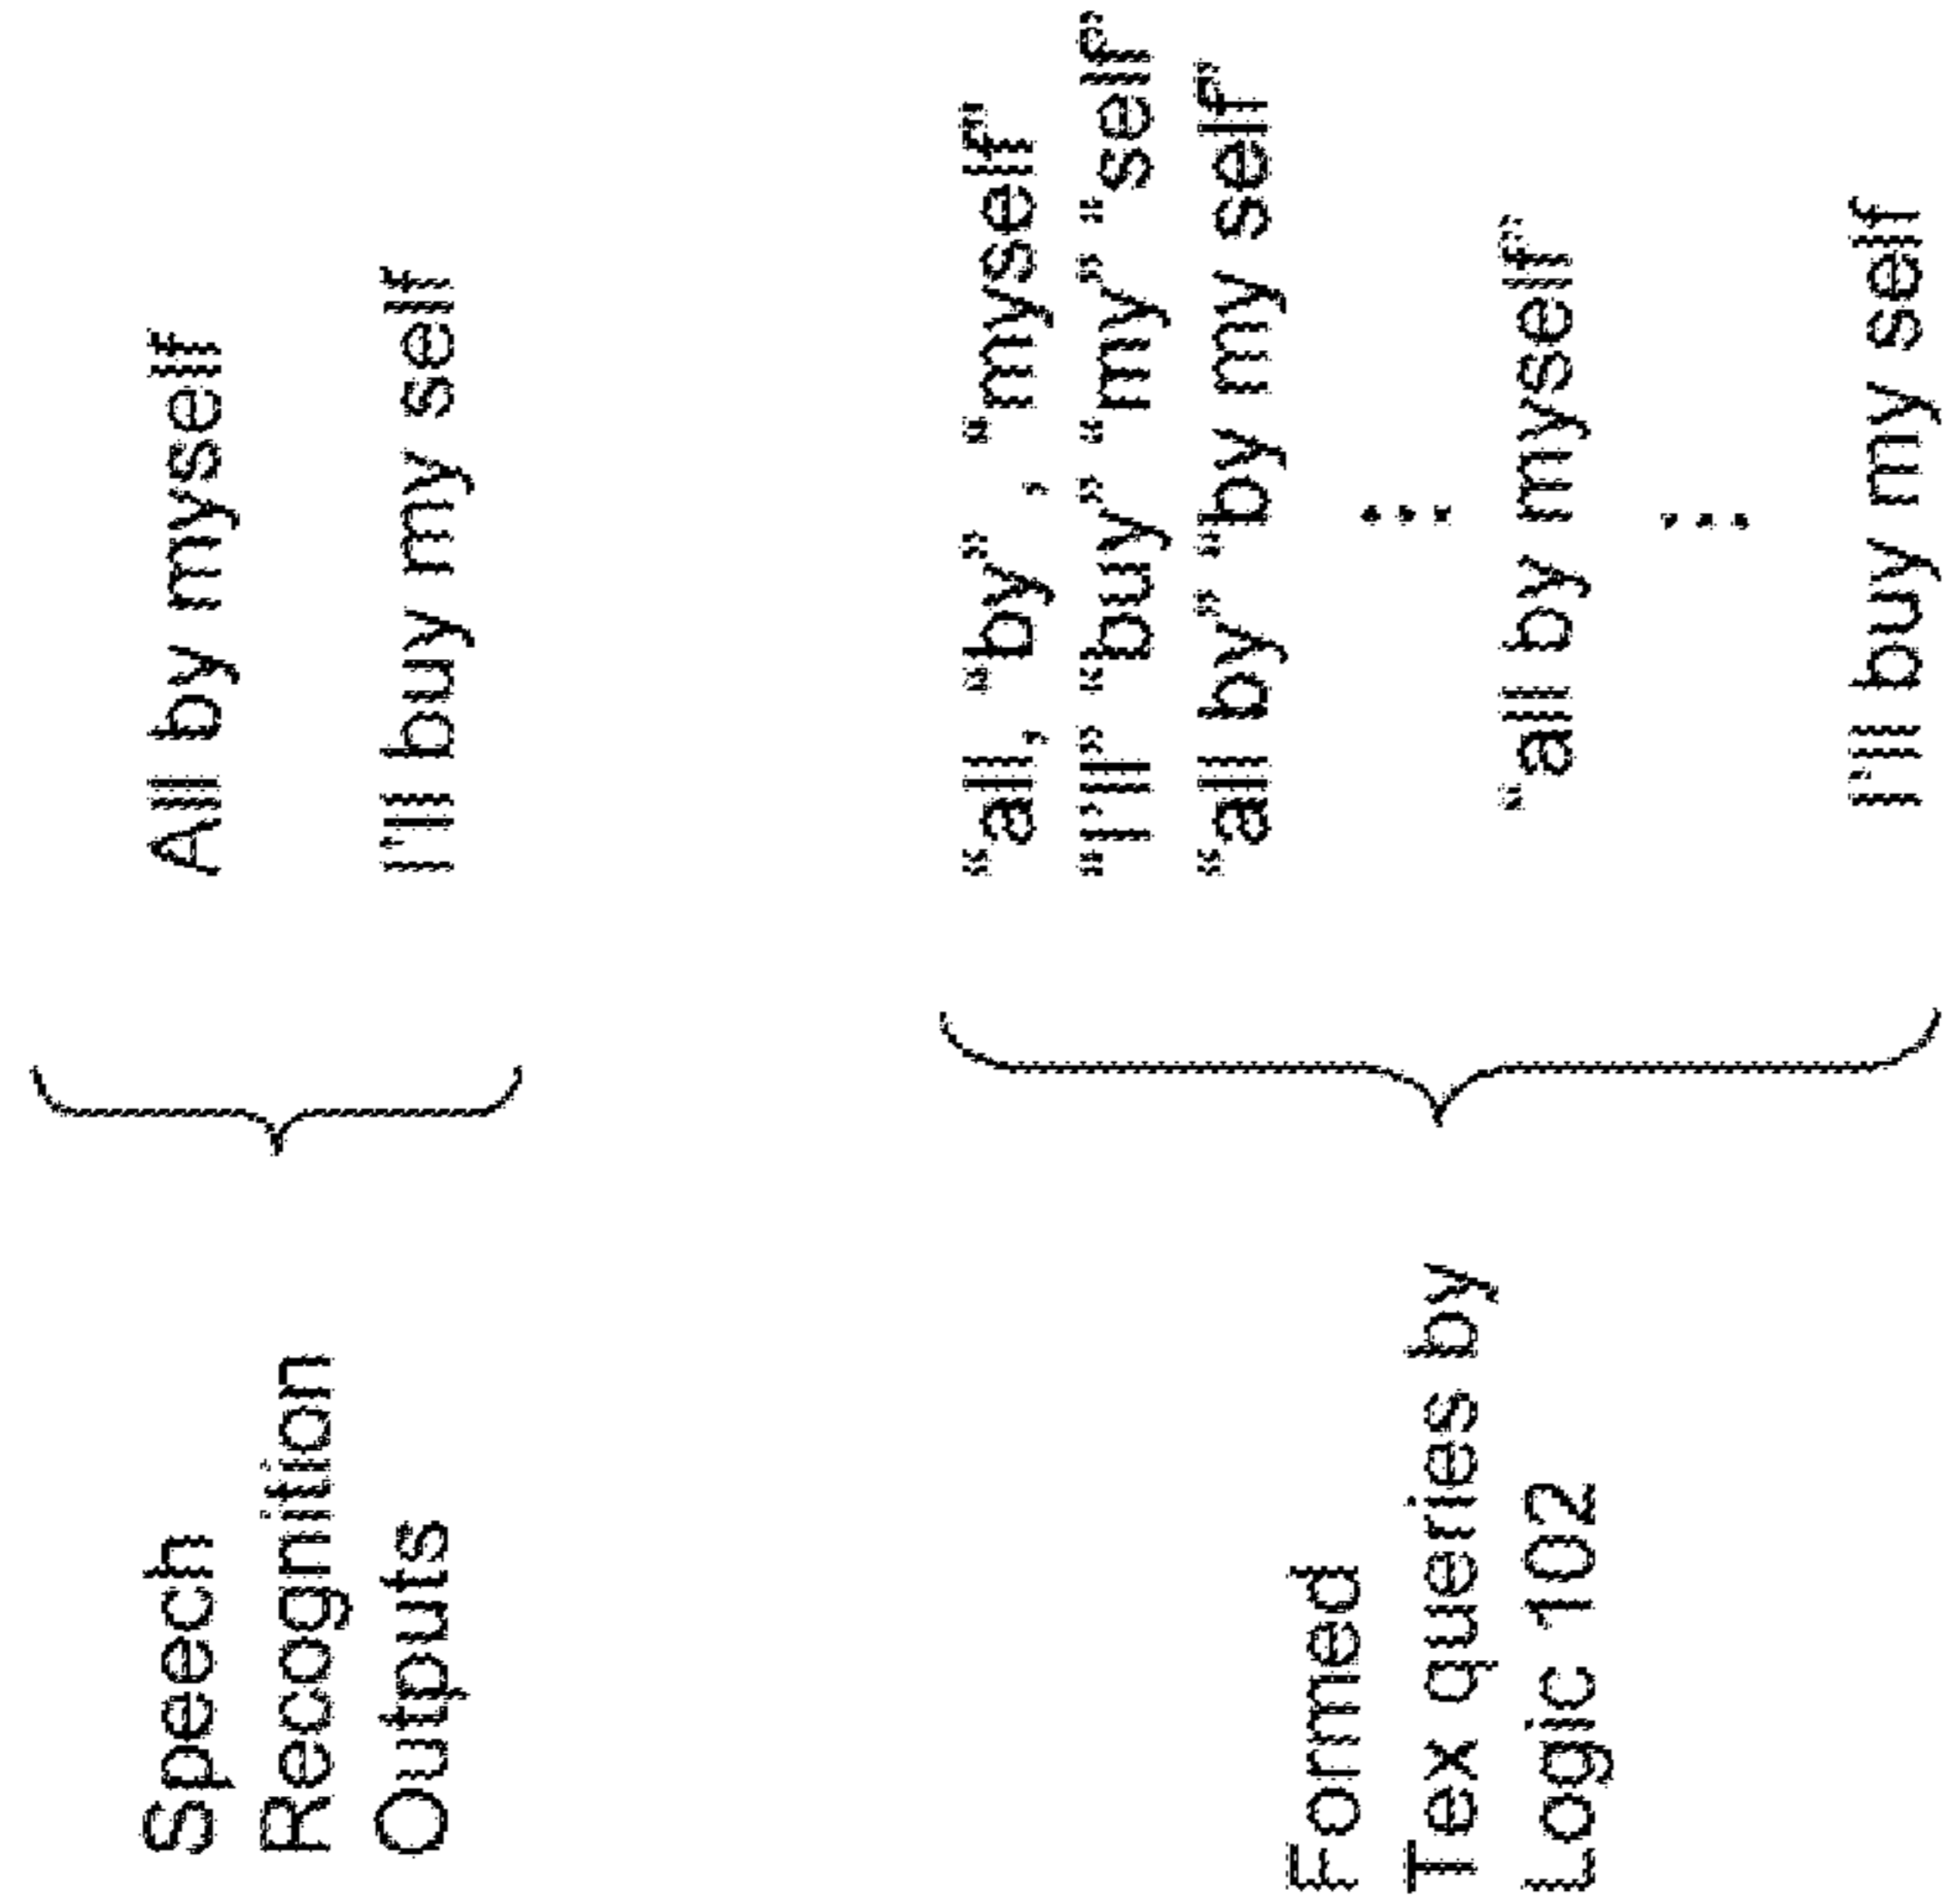 Speech
Recognition
Outputs
All by myself
I'll buy my self
Formed
Tex queries by
Logic 102
“all, “by”, “myself”
“I'll” “buy” “my” “self”
“all by” “by my self”
...
“all by myself”
...
I'll buy my self